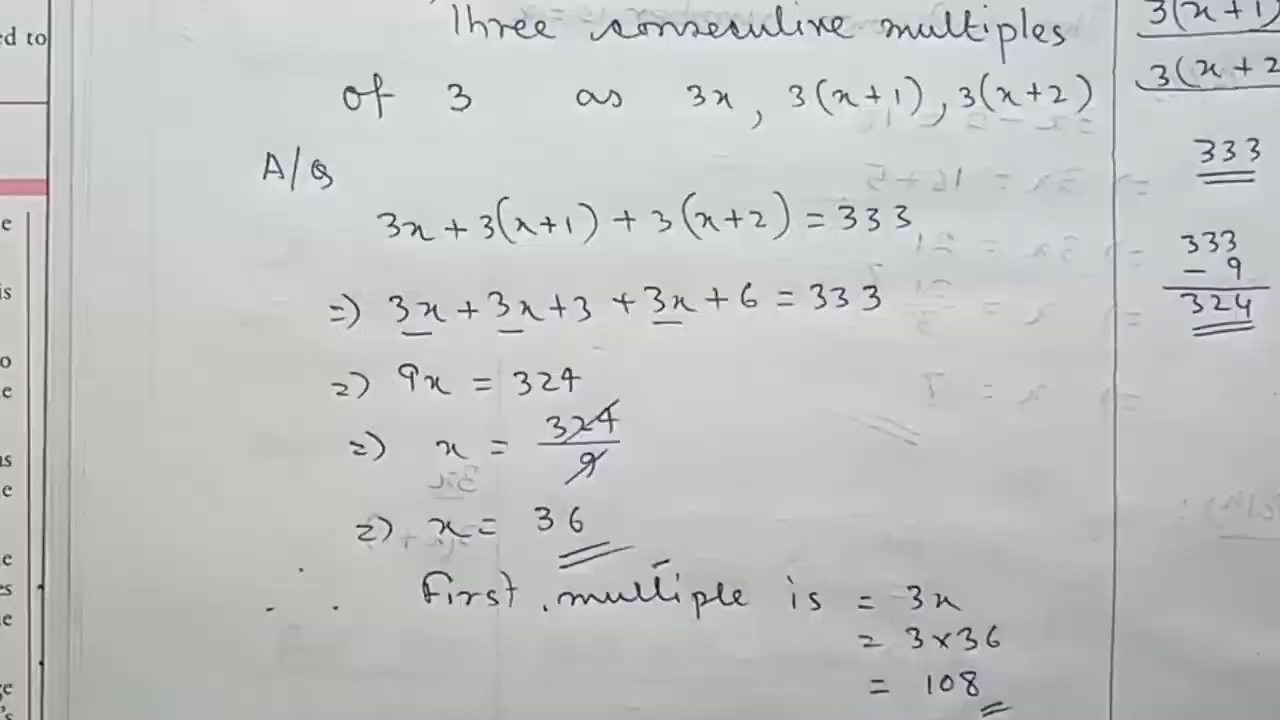 Three consecutive multiples
of 3 as 3x, 3(x+1), 3(x+2)
A/Q
3x + 3(x+1) + 3(x+2) = 333
=) 3x + 3x + 3 + 3x + 6 = 333
=) 9x = 324
=) x = 324/9
=) x = 36
∴ First multiple is = 3x
= 3×36
= 108
3(x+1)
3(x+2
333
333
- 9
324
ed to